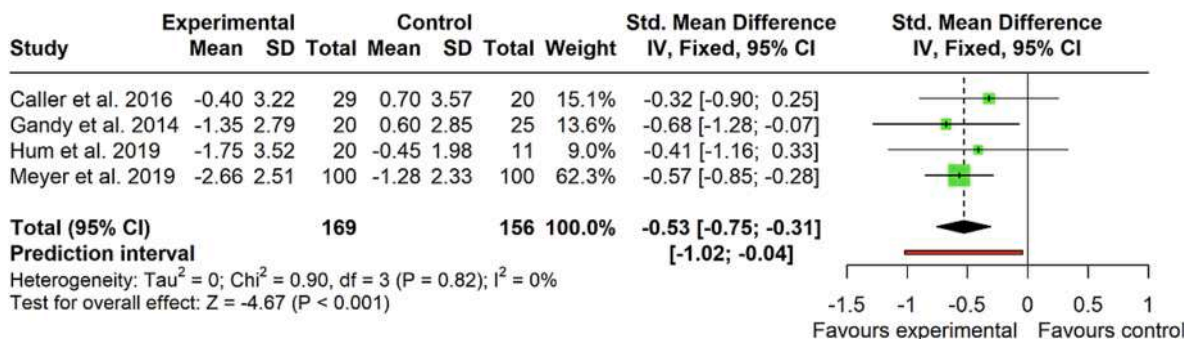 Experimental Control Std. Mean Difference Std. Mean Difference
Study Mean SD Total Mean SD Total Weight IV, Fixed, 95% CI IV, Fixed, 95% CI
Caller et al. 2016 -0.40 3.22 29 0.70 3.57 20 15.1% -0.32 [-0.90; 0.25]
Gandy et al. 2014 -1.35 2.79 20 0.60 2.85 25 13.6% -0.68 [-1.28; -0.07]
Hum et al. 2019 -1.75 3.52 20 -0.45 1.98 11 9.0% -0.41 [-1.16; 0.33]
Meyer et al. 2019 -2.66 2.51 100 -1.28 2.33 100 62.3% -0.57 [-0.85; -0.28]
Total (95% CI) 169 156 100.0% -0.53 [-0.75; -0.31]
Prediction interval [-1.02; -0.04]
Heterogeneity: Tau² = 0; Chi² = 0.90, df = 3 (P = 0.82); I² = 0%
Test for overall effect: Z = -4.67 (P < 0.001)
-1.5 -1 -0.5 0 0.5 1
Favours experimental Favours control